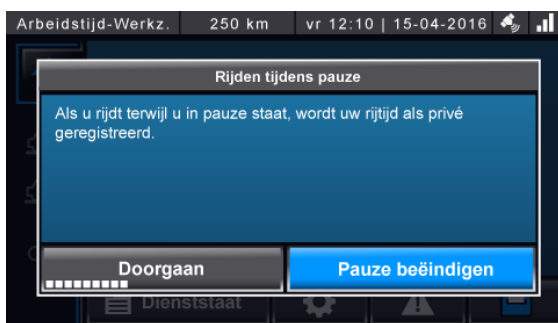 Arbeidstijd-Werkz. 250 km vr 12:10 | 15-04-2016
Rijden tijdens pauze
Als u rijdt terwijl u in pauze staat, wordt uw rijtijd als privé
geregistreerd.
Doorgaan Pauze beëindigen
Dienststaat